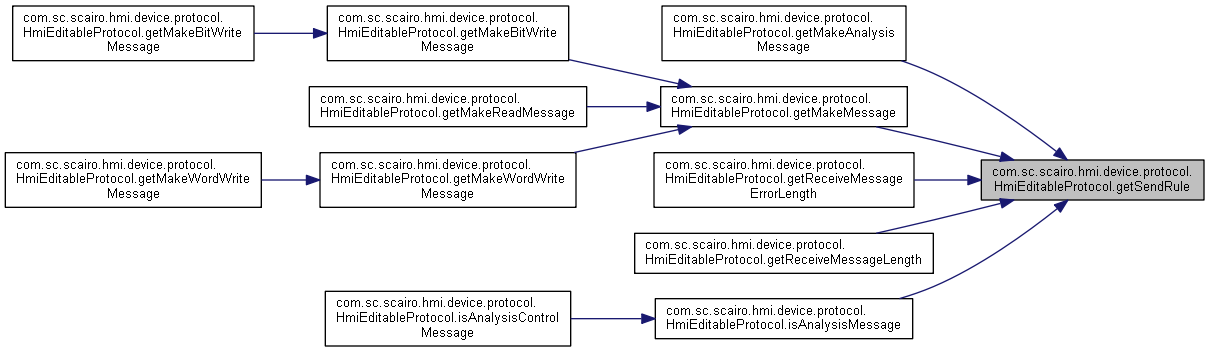 com.sc.scairo.hmi.device.protocol.
HmiEditableProtocol.getMakeBitWrite
Message
com.sc.scairo.hmi.device.protocol.
HmiEditableProtocol.getMakeBitWrite
Message
com.sc.scairo.hmi.device.protocol.
HmiEditableProtocol.getMakeAnalysis
Message
com.sc.scairo.hmi.device.protocol.
HmiEditableProtocol.getMakeReadMessage
com.sc.scairo.hmi.device.protocol.
HmiEditableProtocol.getMakeMessage
com.sc.scairo.hmi.device.protocol.
HmiEditableProtocol.getMakeWordWrite
Message
com.sc.scairo.hmi.device.protocol.
HmiEditableProtocol.getMakeWordWrite
Message
com.sc.scairo.hmi.device.protocol.
HmiEditableProtocol.getReceiveMessage
ErrorLength
com.sc.scairo.hmi.device.protocol.
HmiEditableProtocol.getSendRule
com.sc.scairo.hmi.device.protocol.
HmiEditableProtocol.getReceiveMessageLength
com.sc.scairo.hmi.device.protocol.
HmiEditableProtocol.isAnalysisControl
Message
com.sc.scairo.hmi.device.protocol.
HmiEditableProtocol.isAnalysisMessage